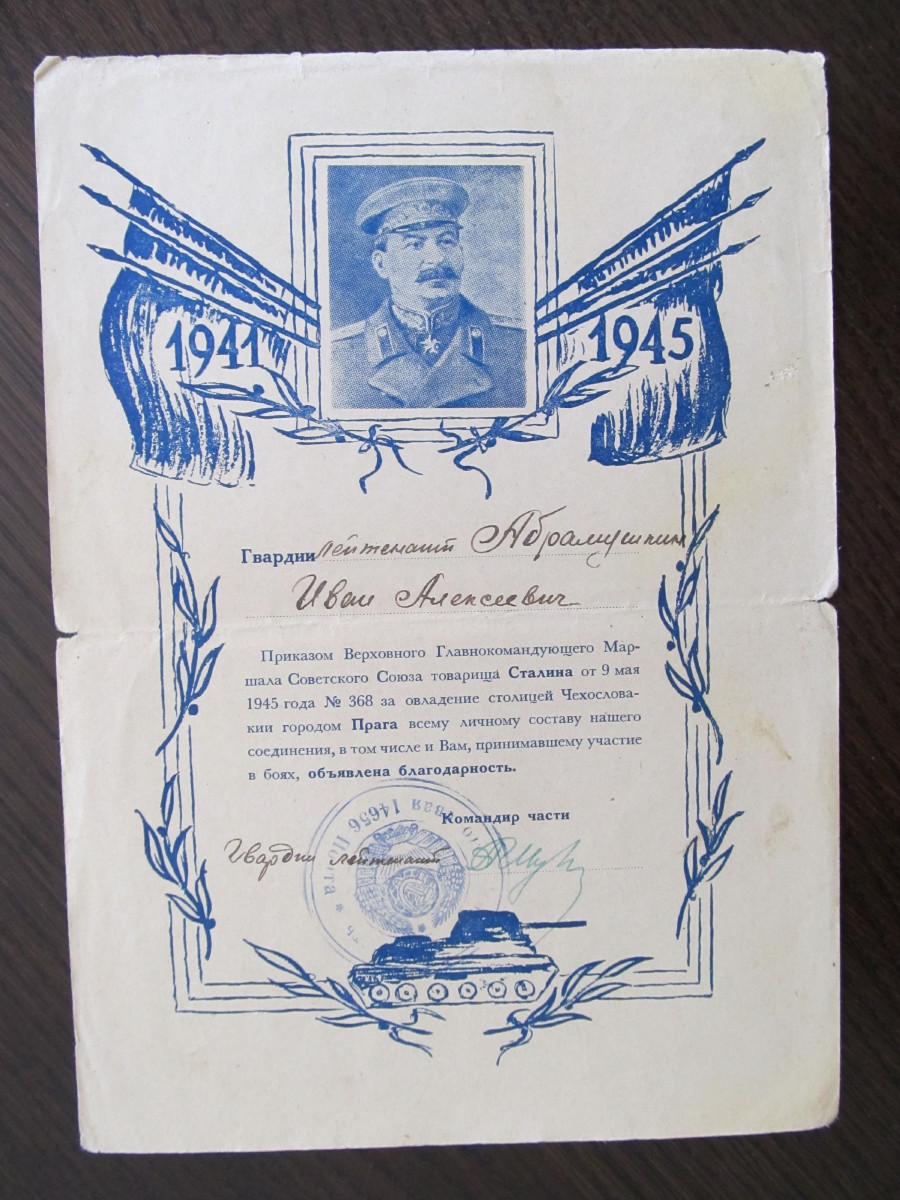 1941
1945
Гвардии лейтенант Абрамушкин
Иван Алексеевич
Приказом Верховного Главнокомандующего Мар-
шала Советского Союза товарища Сталина от 9 мая
1945 года № 368 за овладение столицей Чехослова-
кии городом Прага всему личному составу нашего
соединения, в том числе и Вам, принимавшему участие
в боях, объявлена благодарность.
Командир части
Гвардии лейтенант
14656